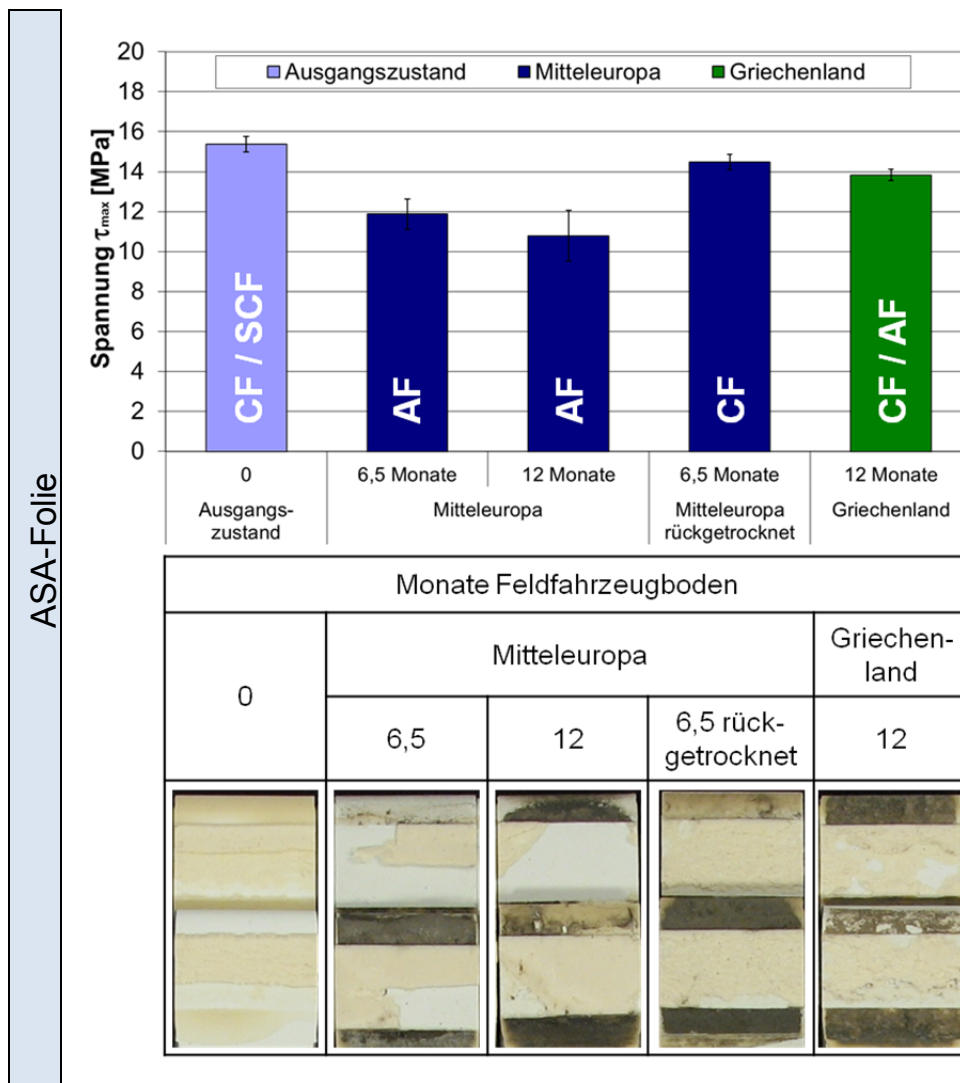 ASA-Folie
Spannung τmax [MPa]
20
18
16
14
12
10
8
6
4
2
0
Ausgangszustand Mitteleuropa Griechenland
CF / SCF
AF
AF
CF
CF / AF
0 6,5 Monate 12 Monate 6,5 Monate 12 Monate
Ausgangs-
zustand
Mitteleuropa
Mitteleuropa
rückgetrocknet
Griechenland
Monate Feldfahrzeugboden
0
Mitteleuropa
Griechen-
land
6,5
12
6,5 rück-
getrocknet
12